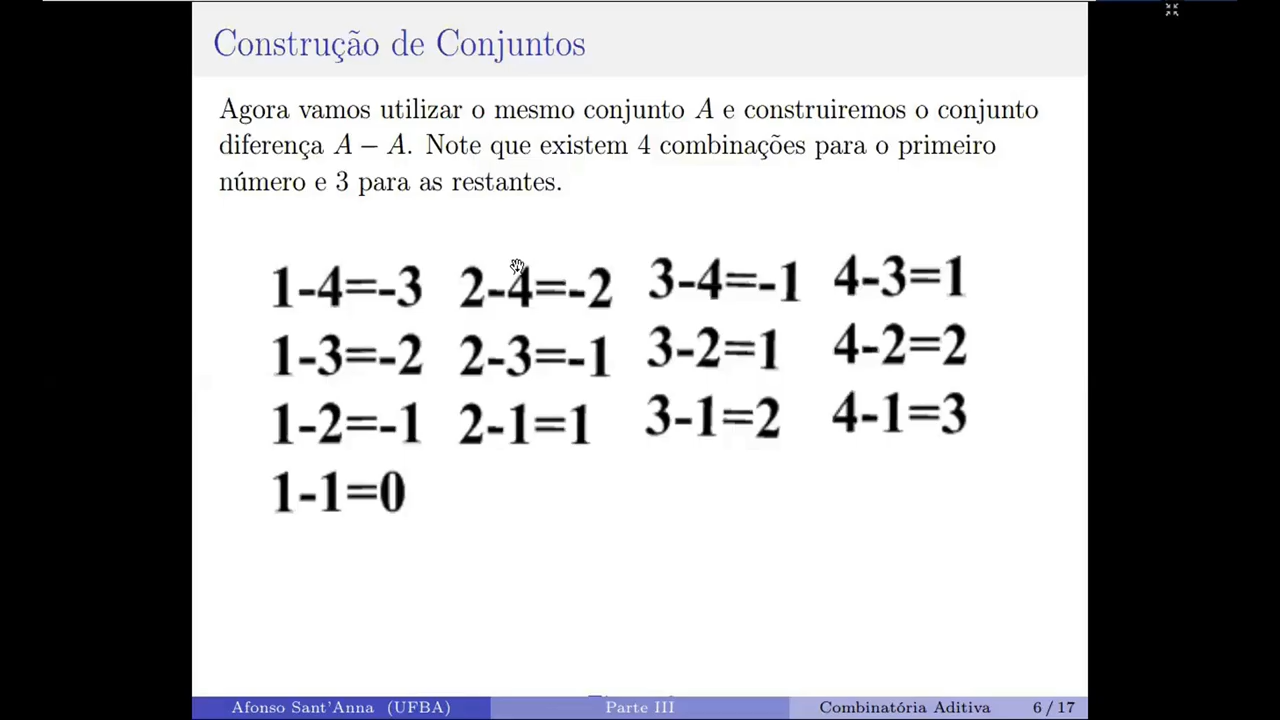 Construção de Conjuntos
Agora vamos utilizar o mesmo conjunto A e construiremos o conjunto
diferença A − A. Note que existem 4 combinações para o primeiro
número e 3 para as restantes.
1-4=-3 2-4=-2 3-4=-1 4-3=1
1-3=-2 2-3=-1 3-2=1 4-2=2
1-2=-1 2-1=1 3-1=2 4-1=3
1-1=0
Afonso Sant'Anna (UFBA) Parte III Combinatória Aditiva 6 / 17